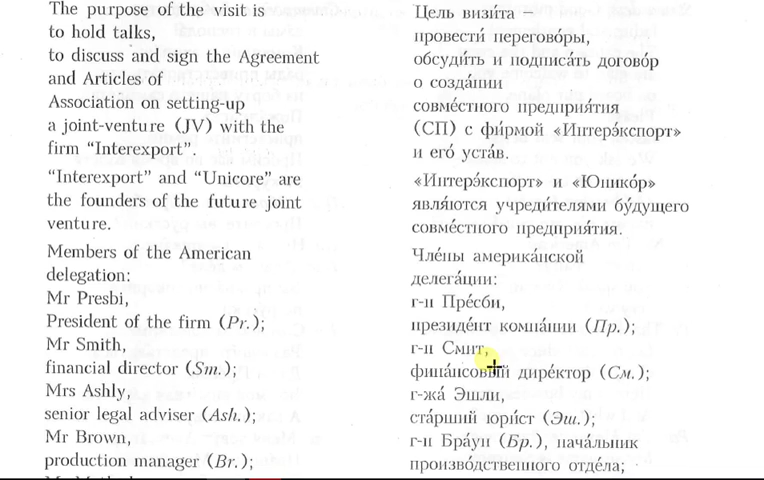 The purpose of the visit is
to hold talks,
to discuss and sign the Agreement
and Articles of
Association on setting-up
a joint-venture (JV) with the
firm “Interexport”.
“Interexport” and “Unicore” are
the founders of the future joint
venture.
Members of the American
delegation:
Mr Presbi,
President of the firm (Pr.);
Mr Smith,
financial director (Sm.);
Mrs Ashly,
senior legal adviser (Ash.);
Mr Brown,
production manager (Br.);
Цель визи́та –
провести́ перегово́ры,
обсуди́ть и подписа́ть догово́р
о созда́нии
совме́стного предприя́тия
(СП) с фи́рмой «Интерэ́кспорт»
и его́ уста́в.
«Интерэ́кспорт» и «Юнико́р»
явля́ются учреди́телями бу́дущего
совме́стного предприя́тия.
Чле́ны америка́нской
делега́ции:
г-н Пре́сби,
президе́нт компа́нии (Пр.);
г-н Смит,
фина́нсовый дире́ктор (См.);
г-жа́ Эшли,
ста́рший юри́ст (Эш.);
г-н Бра́ун (Бр.), нача́льник
произво́дственного отде́ла;